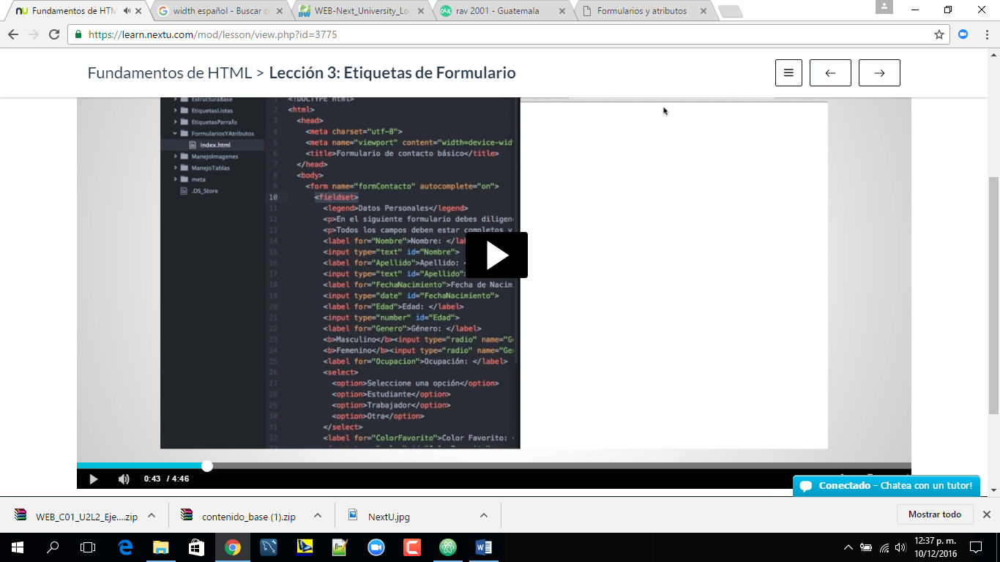 Fundamentos de HTM
width español - Buscar c
WEB-Next_University_Lo
rav 2001 - Guatemala
Formularios y atributos
https://learn.nextu.com/mod/lesson/view.php?id=3775
Fundamentos de HTML > Lección 3: Etiquetas de Formulario
EstructuraBase
EtiquetasListas
EtiquetasParrafo
FormulariosYAtributos
index.html
ManejoImagenes
ManejoTablas
meta
.DS_Store
1 <!DOCTYPE html>
2 <html>
3 <head>
4 <meta charset="utf-8">
5 <meta name="viewport" content="width=device-wid
6 <title>Formulario de contacto básico</title>
7 </head>
8 <body>
9 <form name="formContacto" autocomplete="on">
10 <fieldset>
11 <legend>Datos Personales</legend>
12 <p>En el siguiente formulario debes diligen
13 <p>Todos los campos deben estar completos y
14 <label for="Nombre">Nombre: </la
15 <input type="text" id="Nombre">
16 <label for="Apellido">Apellido: <
17 <input type="text" id="Apellido">
18 <label for="FechaNacimiento">Fecha de Nacim
19 <input type="date" id="FechaNacimiento">
20 <label for="Edad">Edad: </label>
21 <input type="number" id="Edad">
22 <label for="Genero">Género: </label>
23 <b>Masculino</b><input type="radio" name="G
24 <b>Femenino</b><input type="radio" name="Ge
25 <label for="Ocupacion">Ocupación: </label>
26 <select>
27 <option>Seleccione una opción</option>
28 <option>Estudiante</option>
29 <option>Trabajador</option>
30 <option>Otra</option>
31 </select>
32 <label for="ColorFavorito">Color Favorito: <
0:43 / 4:46
Conectado - Chatea con un tutor!
WEB_C01_U2L2_Eje....zip
contenido_base (1).zip
NextU.jpg
Mostrar todo
12:37 p. m.
10/12/2016